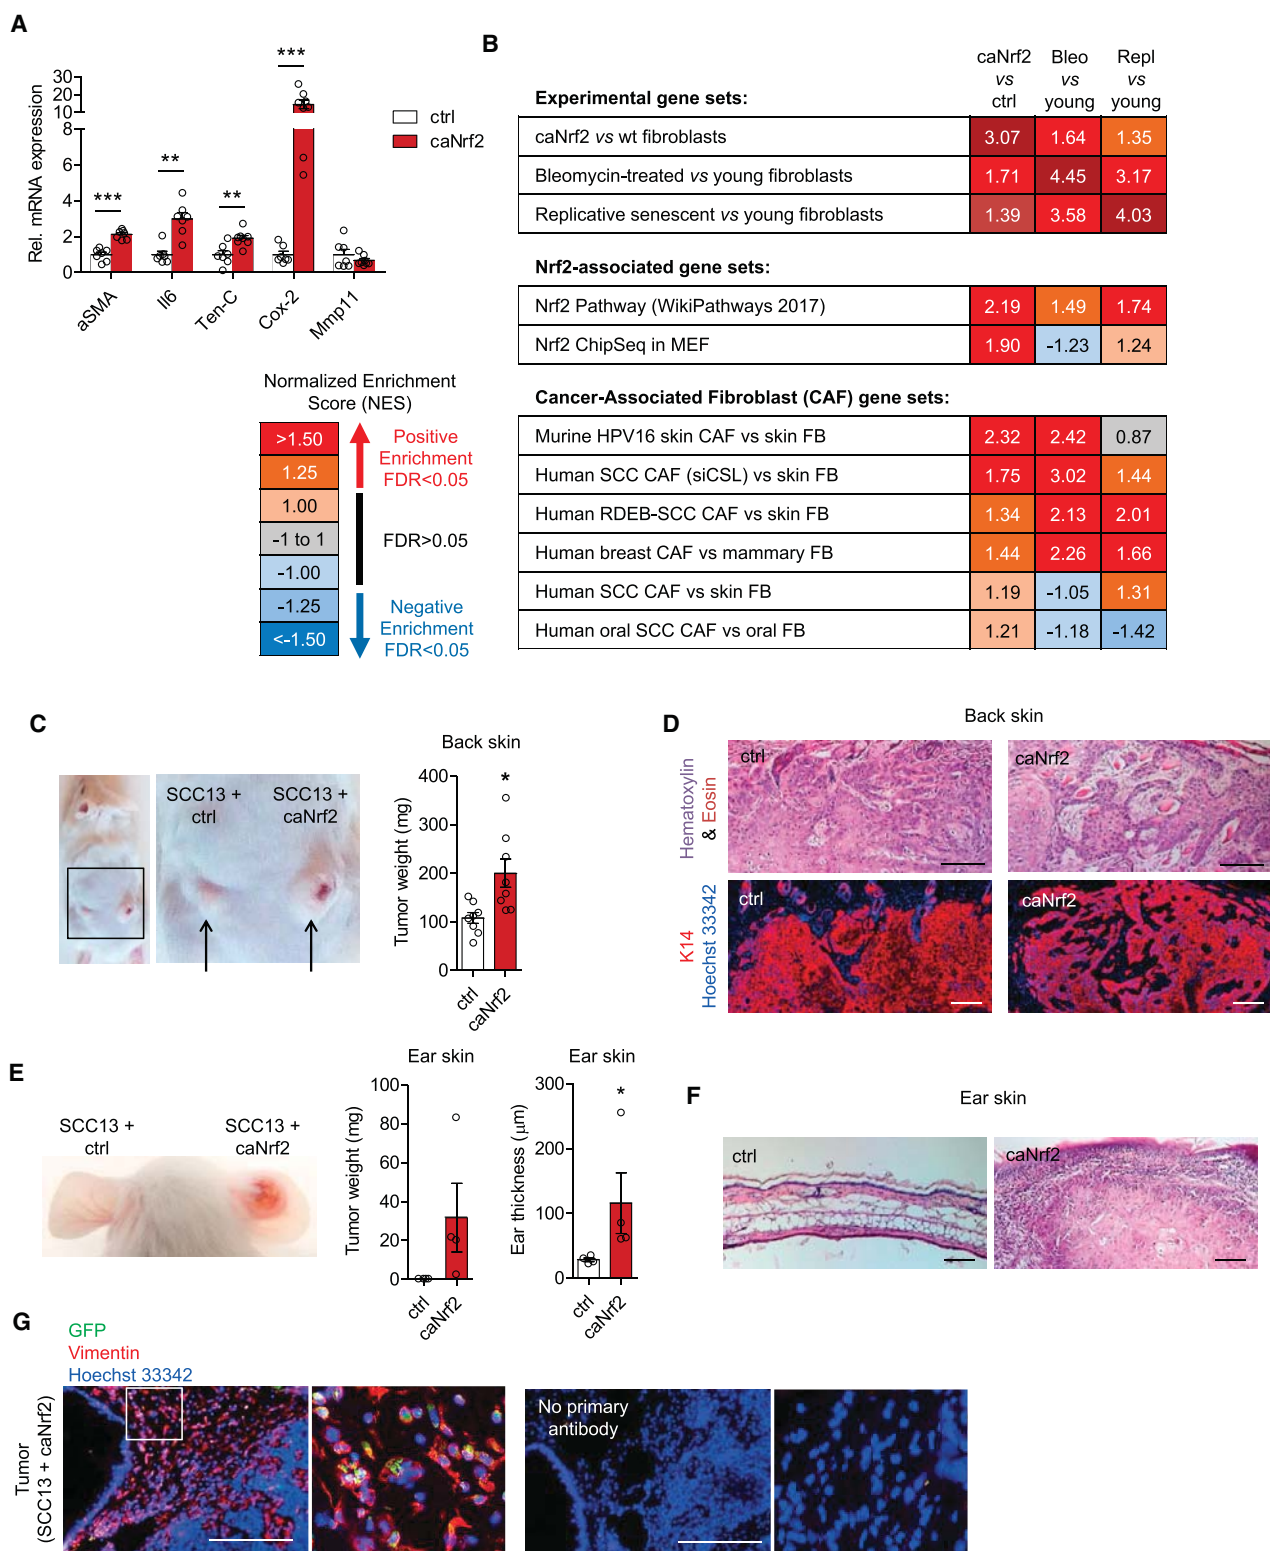 A
***
**
**
***
30
20
10
8
6
4
2
0
Rel. mRNA expression
ctrl
caNrf2
aSMA
Il6
Ten-C
Cox-2
Mmp11
Normalized Enrichment
Score (NES)
>1.50
1.25
1.00
-1 to 1
-1.00
-1.25
<-1.50
Positive
Enrichment
FDR<0.05
FDR>0.05
Negative
Enrichment
FDR<0.05
B
caNrf2 vs ctrl
Bleo vs young
Repl vs young
Experimental gene sets:
caNrf2 vs wt fibroblasts 3.07 1.64 1.35
Bleomycin-treated vs young fibroblasts 1.71 4.45 3.17
Replicative senescent vs young fibroblasts 1.39 3.58 4.03
Nrf2-associated gene sets:
Nrf2 Pathway (WikiPathways 2017) 2.19 1.49 1.74
Nrf2 ChipSeq in MEF 1.90 -1.23 1.24
Cancer-Associated Fibroblast (CAF) gene sets:
Murine HPV16 skin CAF vs skin FB 2.32 2.42 0.87
Human SCC CAF (siCSL) vs skin FB 1.75 3.02 1.44
Human RDEB-SCC CAF vs skin FB 1.34 2.13 2.01
Human breast CAF vs mammary FB 1.44 2.26 1.66
Human SCC CAF vs skin FB 1.19 -1.05 1.31
Human oral SCC CAF vs oral FB 1.21 -1.18 -1.42
C
SCC13 +
ctrl
SCC13 +
caNrf2
Back skin
*
400
300
200
100
0
Tumor weight (mg)
ctrl
caNrf2
D
Back skin
Hematoxylin
& Eosin
ctrl
caNrf2
K14
Hoechst 33342
ctrl
caNrf2
E
SCC13 +
ctrl
SCC13 +
caNrf2
Ear skin
100
80
60
40
20
0
Tumor weight (mg)
ctrl
caNrf2
Ear skin
*
300
200
100
0
Ear thickness (µm)
ctrl
caNrf2
F
Ear skin
ctrl
caNrf2
G
GFP
Vimentin
Hoechst 33342
Tumor
(SCC13 + caNrf2)
No primary
antibody